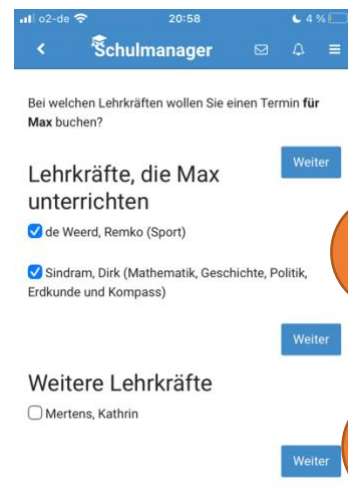 o2-de 20:58 4 %
Schulmanager
Bei welchen Lehrkräften wollen Sie einen Termin für
Max buchen?
Weiter
Lehrkräfte, die Max
unterrichten
de Weerd, Remko (Sport)
Sindram, Dirk (Mathematik, Geschichte, Politik,
Erdkunde und Kompass)
Weiter
Weitere Lehrkräfte
Mertens, Kathrin
Weiter